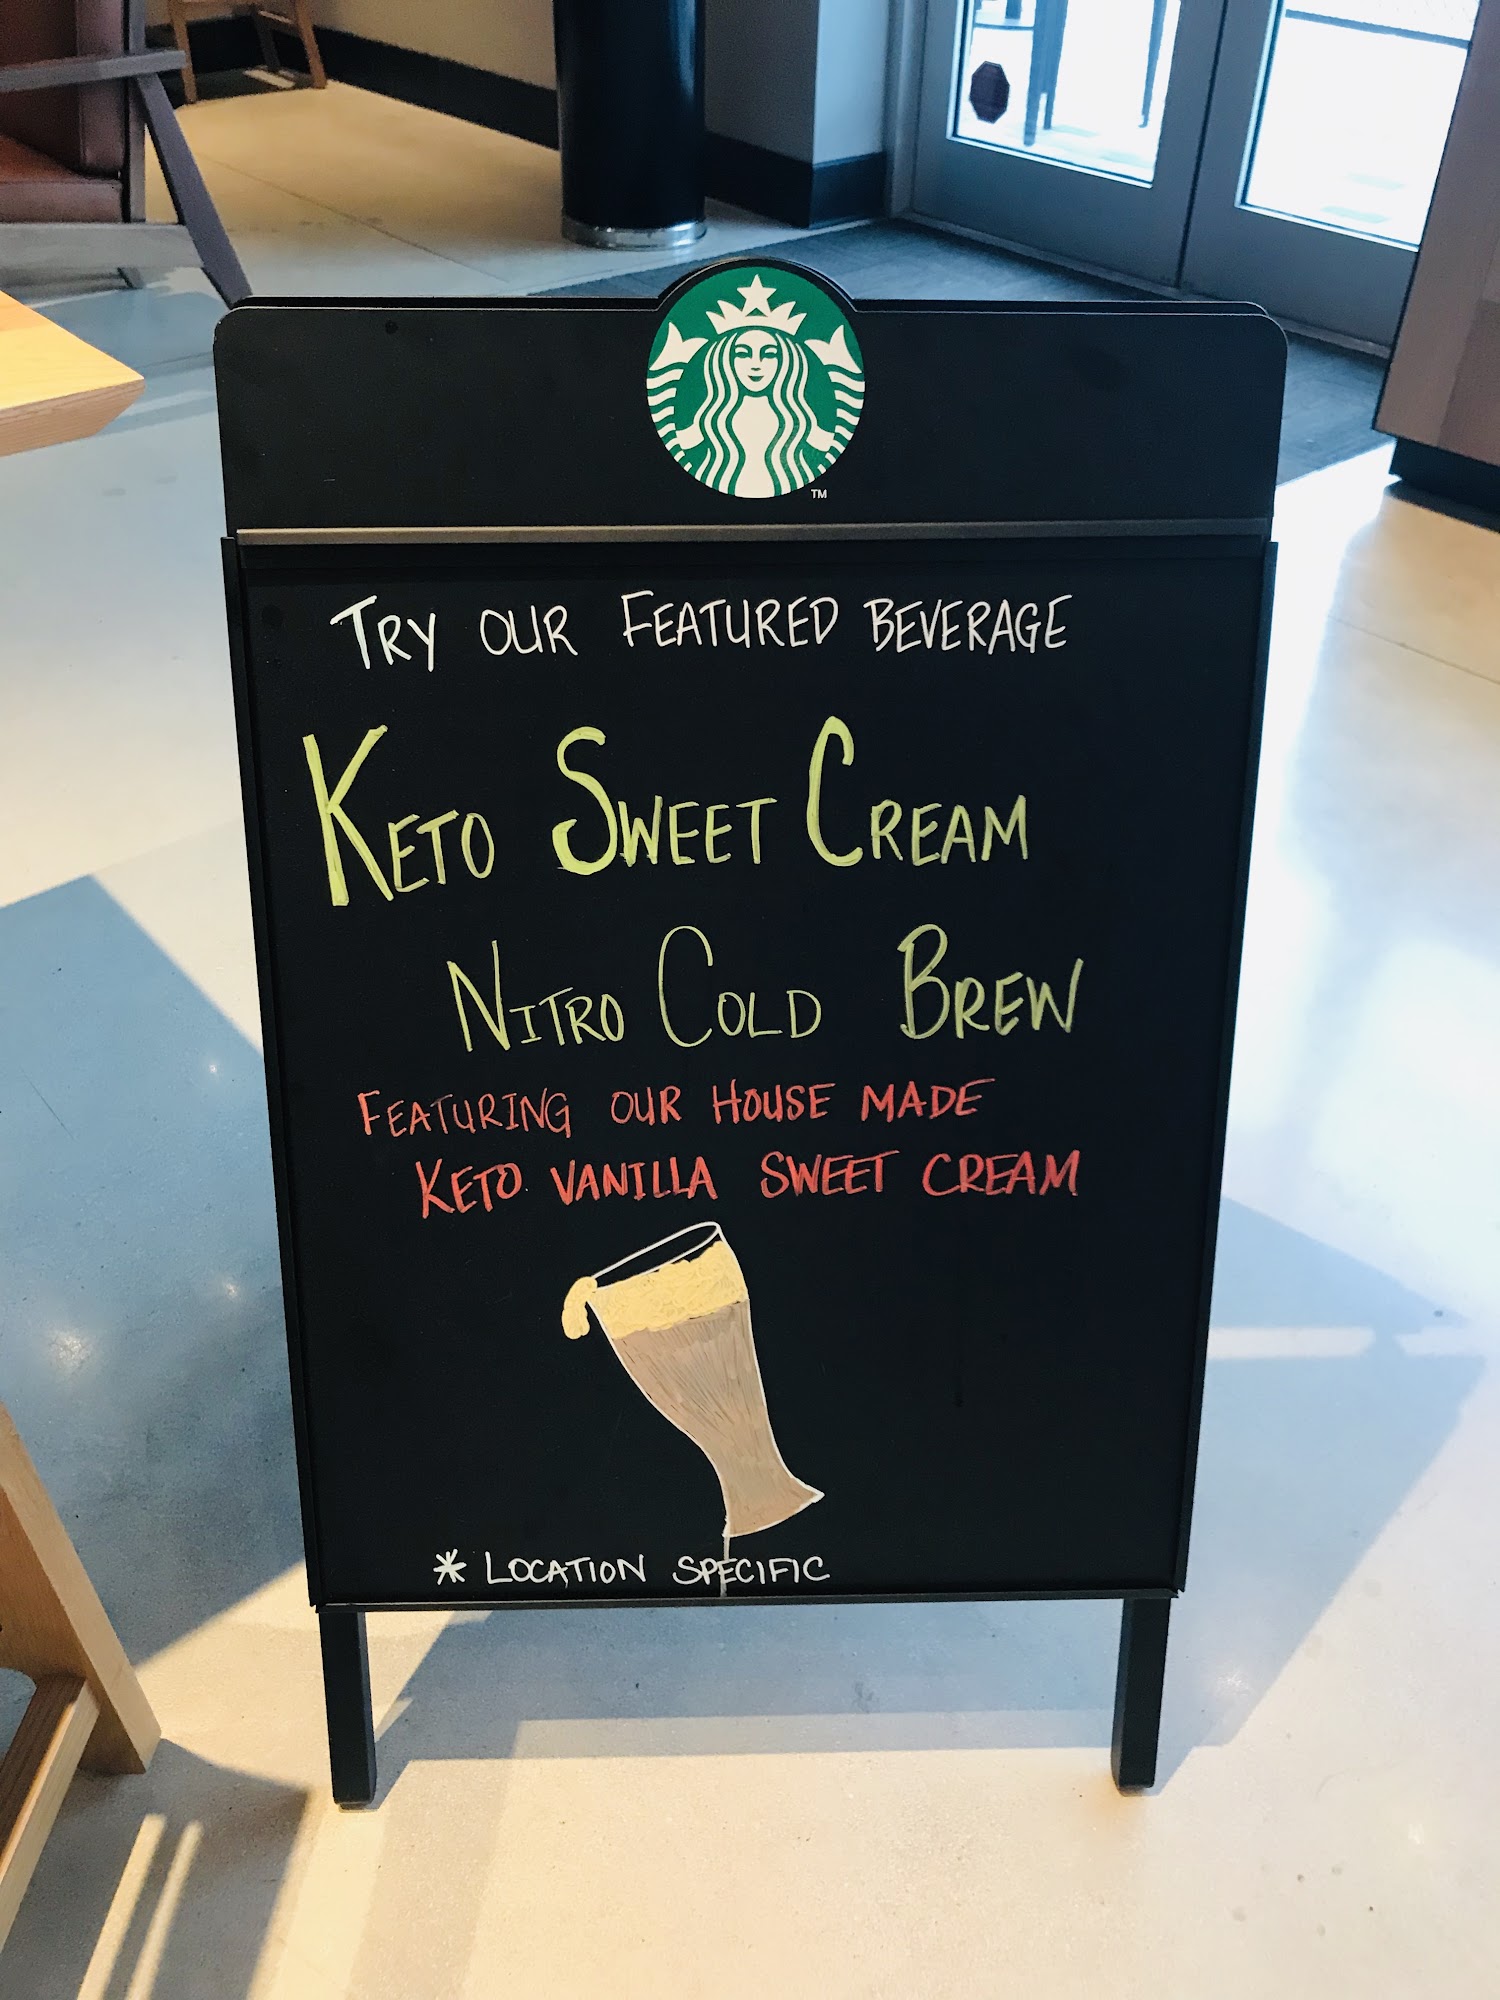 TM
TRY OUR FEATURED BEVERAGE
KETO SWEET CREAM
NITRO COLD BREW
FEATURING OUR HOUSE MADE
KETO VANILLA SWEET CREAM
* LOCATION SPECIFIC